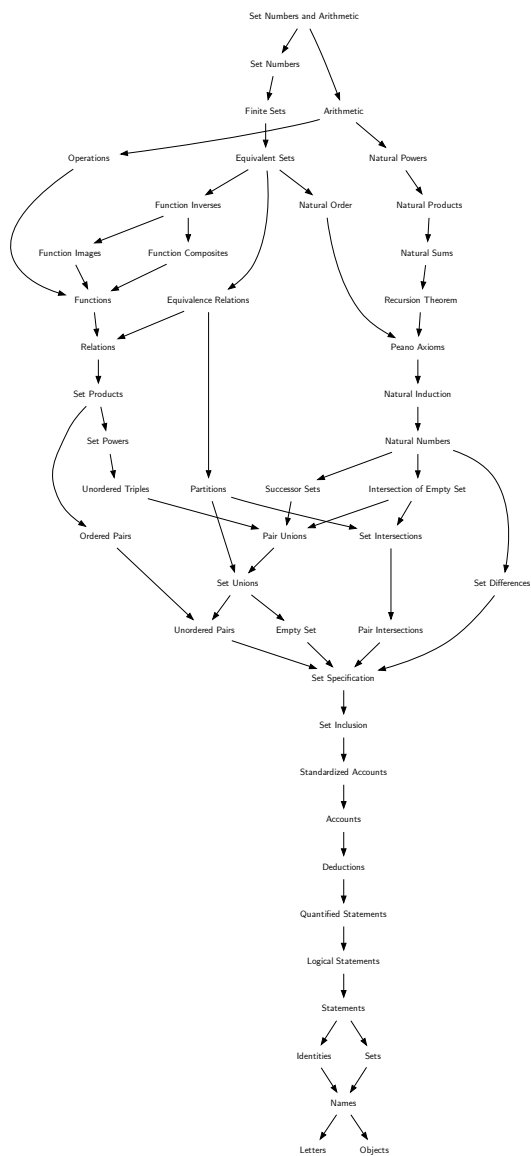 Set Numbers and Arithmetic
Set Numbers
Finite Sets
Arithmetic
Operations
Equivalent Sets
Natural Powers
Function Inverses
Natural Order
Natural Products
Function Images
Function Composites
Natural Sums
Functions
Equivalence Relations
Recursion Theorem
Relations
Peano Axioms
Set Products
Natural Induction
Set Powers
Natural Numbers
Unordered Triples
Partitions
Successor Sets
Intersection of Empty Set
Ordered Pairs
Pair Unions
Set Intersections
Set Unions
Set Differences
Unordered Pairs
Empty Set
Pair Intersections
Set Specification
Set Inclusion
Standardized Accounts
Accounts
Deductions
Quantified Statements
Logical Statements
Statements
Identities
Sets
Names
Letters
Objects